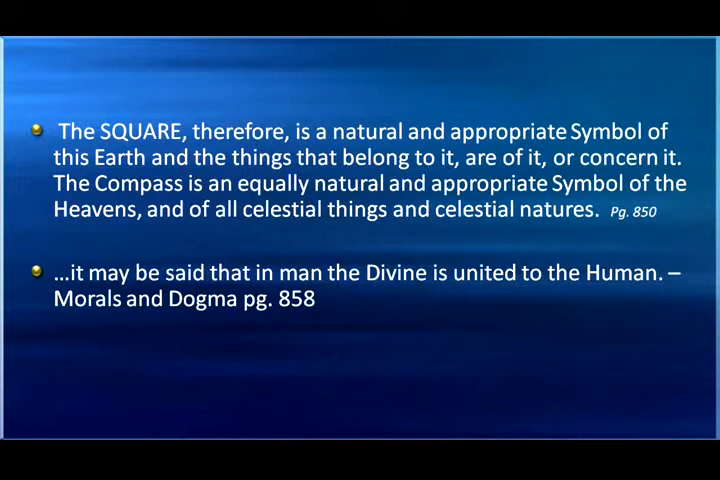 The SQUARE, therefore, is a natural and appropriate Symbol of
this Earth and the things that belong to it, are of it, or concern it.
The Compass is an equally natural and appropriate Symbol of the
Heavens, and of all celestial things and celestial natures. Pg. 850
…it may be said that in man the Divine is united to the Human. –
Morals and Dogma pg. 858